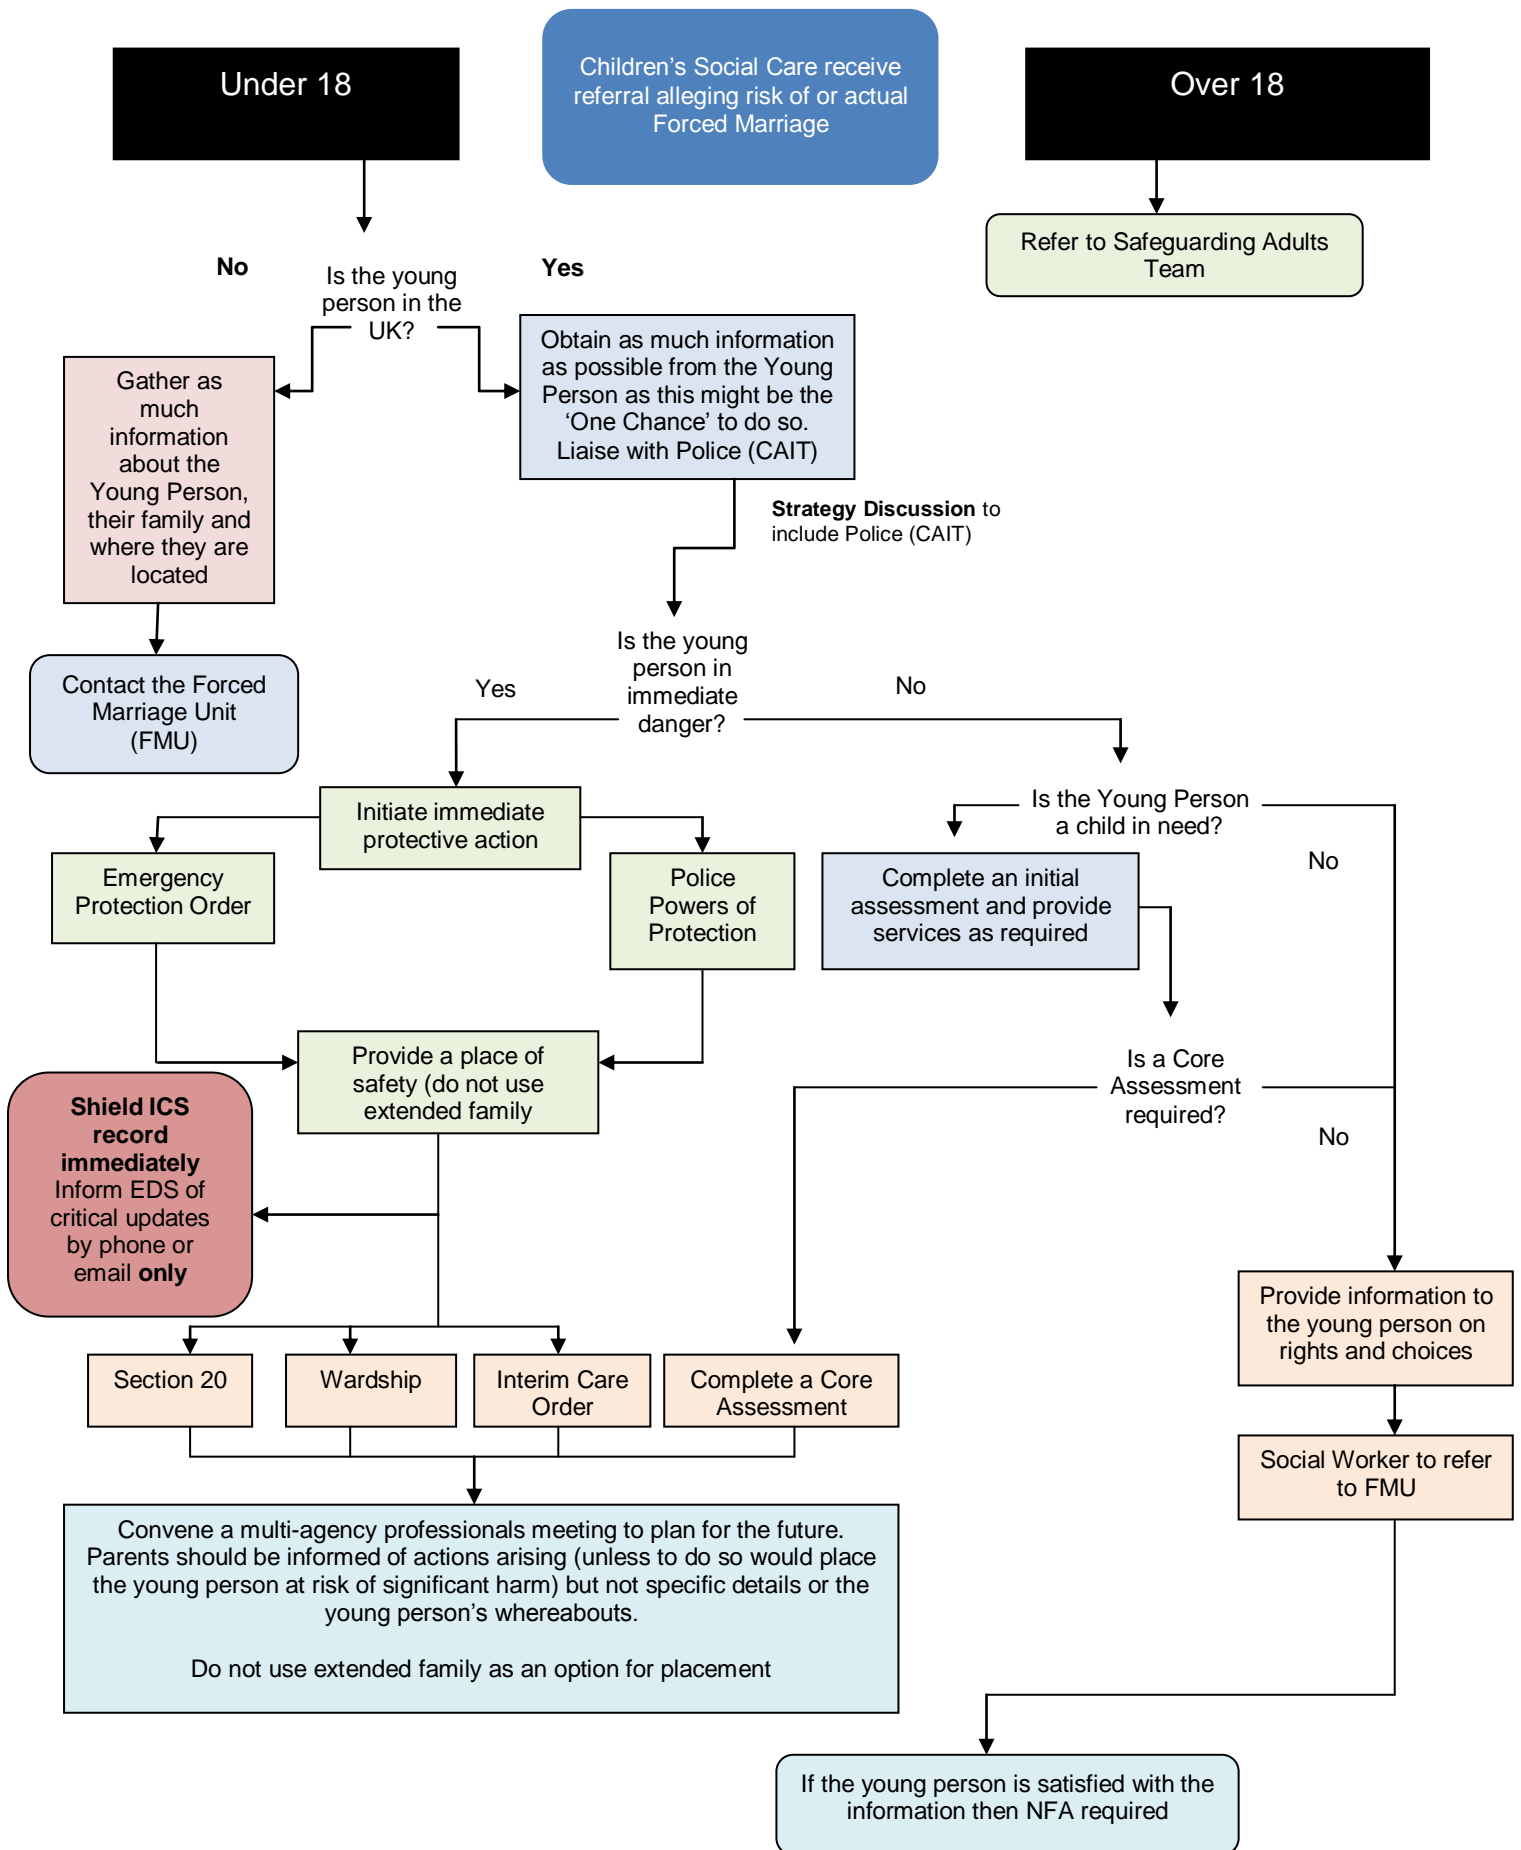 Under 18
Children’s Social Care receive
referral alleging risk of or actual
Forced Marriage
Over 18
Refer to Safeguarding Adults
Team
No
Is the young
person in the
UK?
Yes
Gather as
much
information
about the
Young Person,
their family and
where they are
located
Obtain as much information
as possible from the Young
Person as this might be the
‘One Chance’ to do so.
Liaise with Police (CAIT)
Strategy Discussion to
include Police (CAIT)
Contact the Forced
Marriage Unit
(FMU)
Is the young
person in
immediate
danger?
Yes
No
Initiate immediate
protective action
Is the Young Person
a child in need?
Emergency
Protection Order
Police
Powers of
Protection
Complete an initial
assessment and provide
services as required
No
Provide a place of
safety (do not use
extended family
Is a Core
Assessment
required?
No
Shield ICS
record
immediately
Inform EDS of
critical updates
by phone or
email only
Provide information to
the young person on
rights and choices
Section 20
Wardship
Interim Care
Order
Complete a Core
Assessment
Social Worker to refer
to FMU
Convene a multi-agency professionals meeting to plan for the future.
Parents should be informed of actions arising (unless to do so would place
the young person at risk of significant harm) but not specific details or the
young person’s whereabouts.
Do not use extended family as an option for placement
If the young person is satisfied with the
information then NFA required